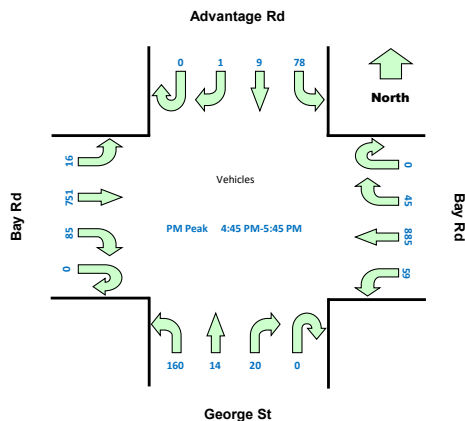 Advantage Rd
0 1 9 78
North
16
751
85
0
Bay Rd
Vehicles
PM Peak 4:45 PM-5:45 PM
0
45
885
59
Bay Rd
160 14 20 0
George St